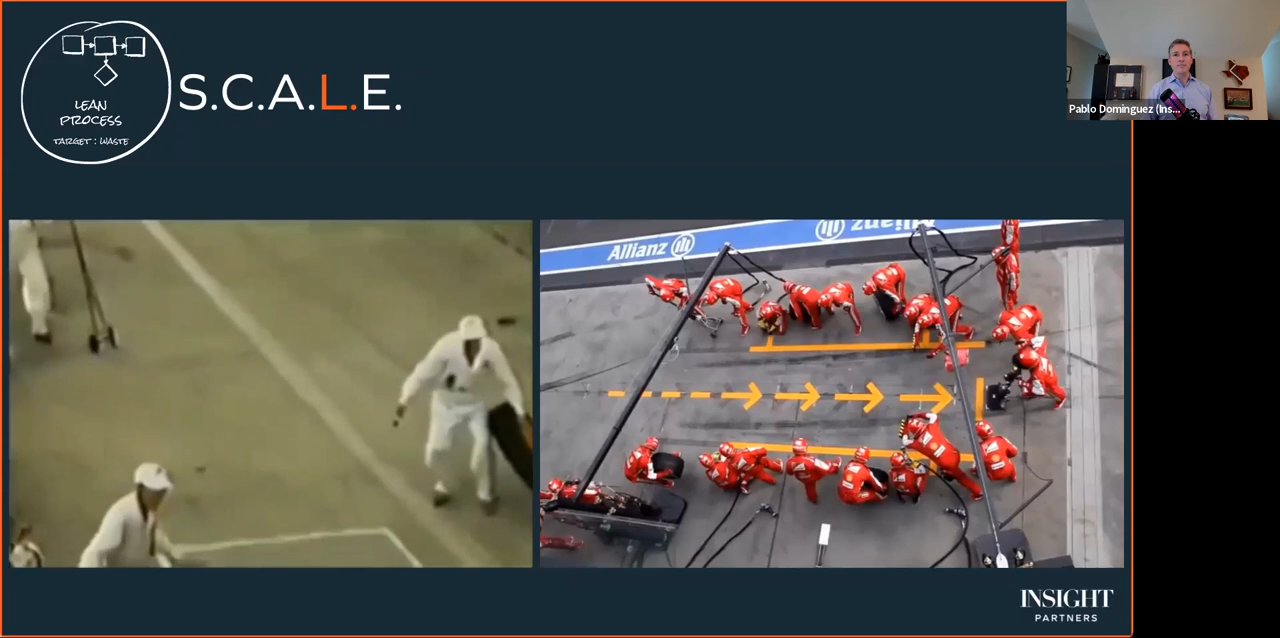 LEAN
PROCESS
TARGET : WASTE
S.C.A.L.E.
Pablo Dominguez (Ins...
Allianz
Allianz
INSIGHT
PARTNERS